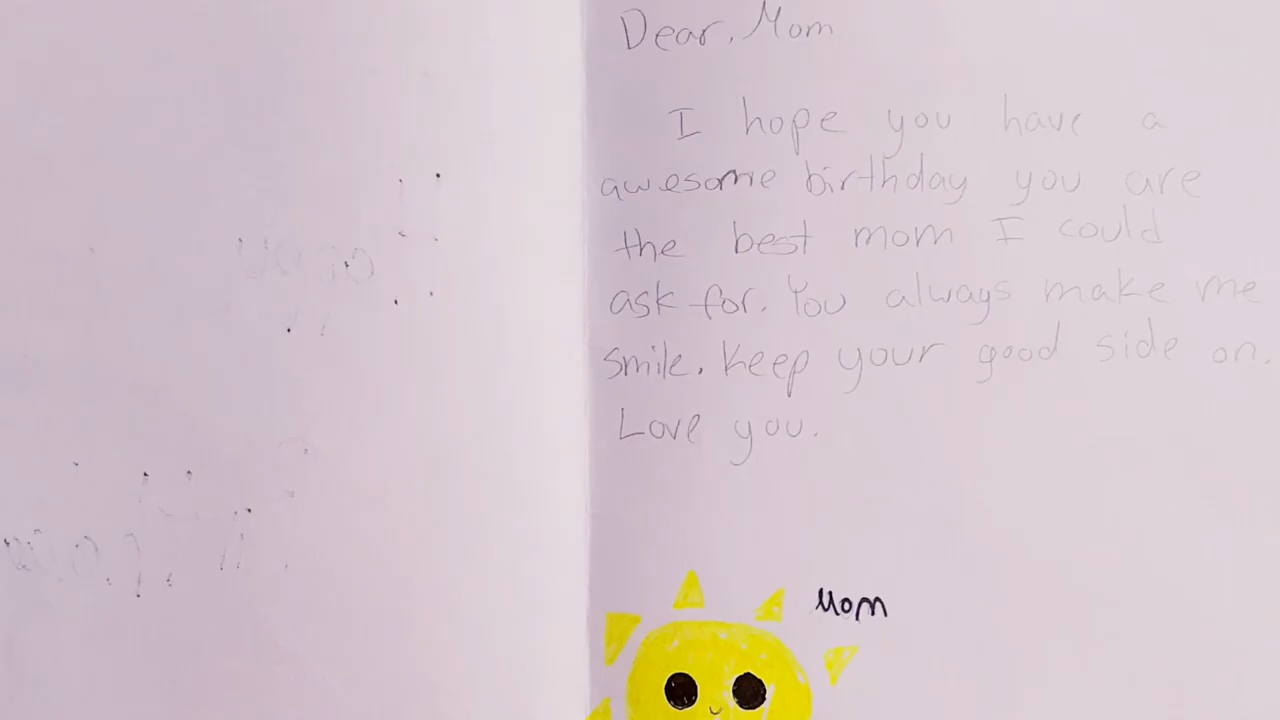 Dear, Mom
I hope you have a
awesome birthday you are
the best mom I could
ask for. You always make me
smile. Keep your good side on.
Love you.
Mom